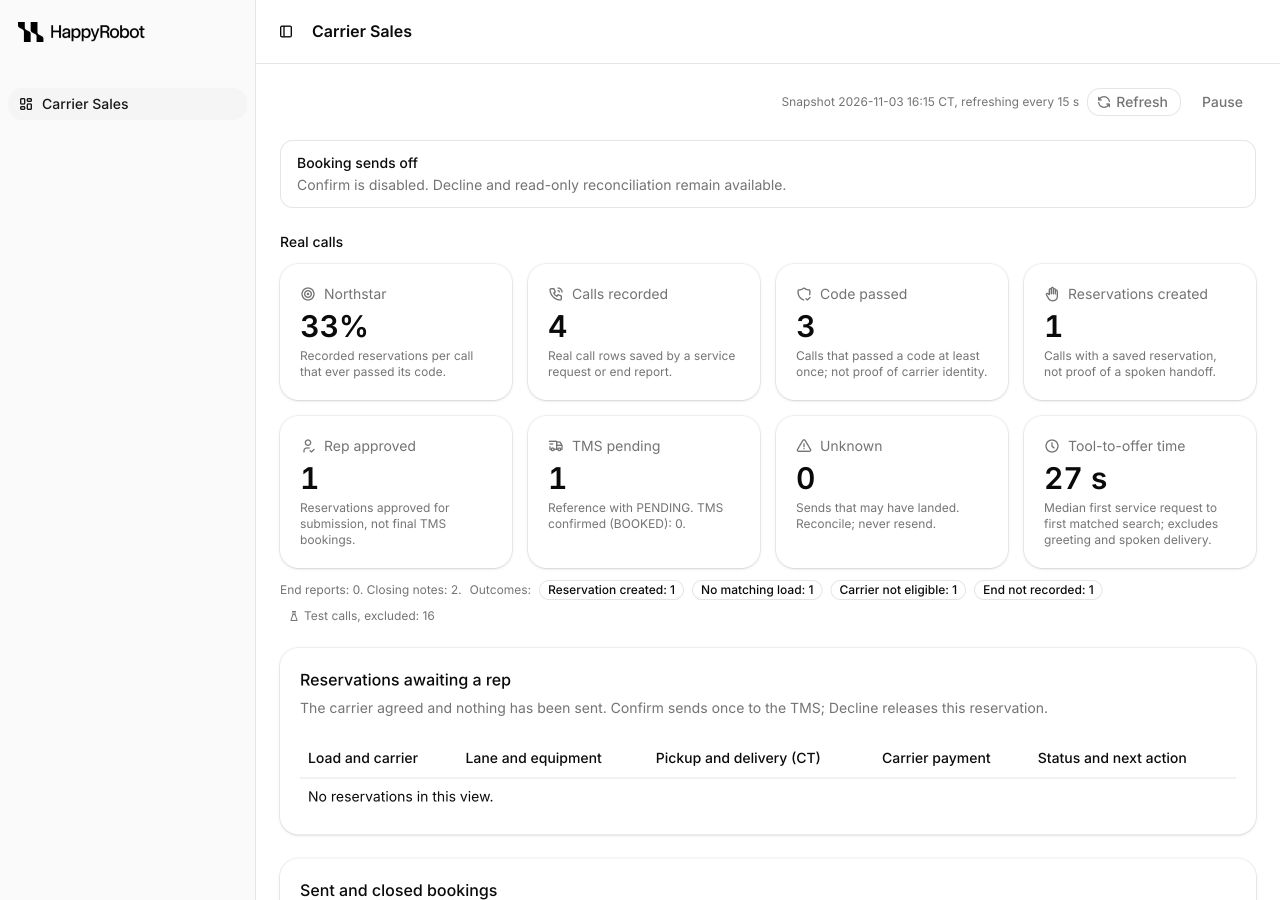 HappyRobot
Carrier Sales
Carrier Sales
Snapshot 2026-11-03 16:15 CT, refreshing every 15 s
Refresh
Pause
Booking sends off
Confirm is disabled. Decline and read-only reconciliation remain available.
Real calls
Northstar
33%
Recorded reservations per call
that ever passed its code.
Calls recorded
4
Real call rows saved by a service
request or end report.
Code passed
3
Calls that passed a code at least
once; not proof of carrier identity.
Reservations created
1
Calls with a saved reservation,
not proof of a spoken handoff.
Rep approved
1
Reservations approved for
submission, not final TMS
bookings.
TMS pending
1
Reference with PENDING. TMS
confirmed (BOOKED): 0.
Unknown
0
Sends that may have landed.
Reconcile; never resend.
Tool-to-offer time
27 s
Median first service request to
first matched search; excludes
greeting and spoken delivery.
End reports: 0. Closing notes: 2. Outcomes: Reservation created: 1 No matching load: 1 Carrier not eligible: 1 End not recorded: 1
Test calls, excluded: 16
Reservations awaiting a rep
The carrier agreed and nothing has been sent. Confirm sends once to the TMS; Decline releases this reservation.
Load and carrier Lane and equipment Pickup and delivery (CT) Carrier payment Status and next action
No reservations in this view.
Sent and closed bookings